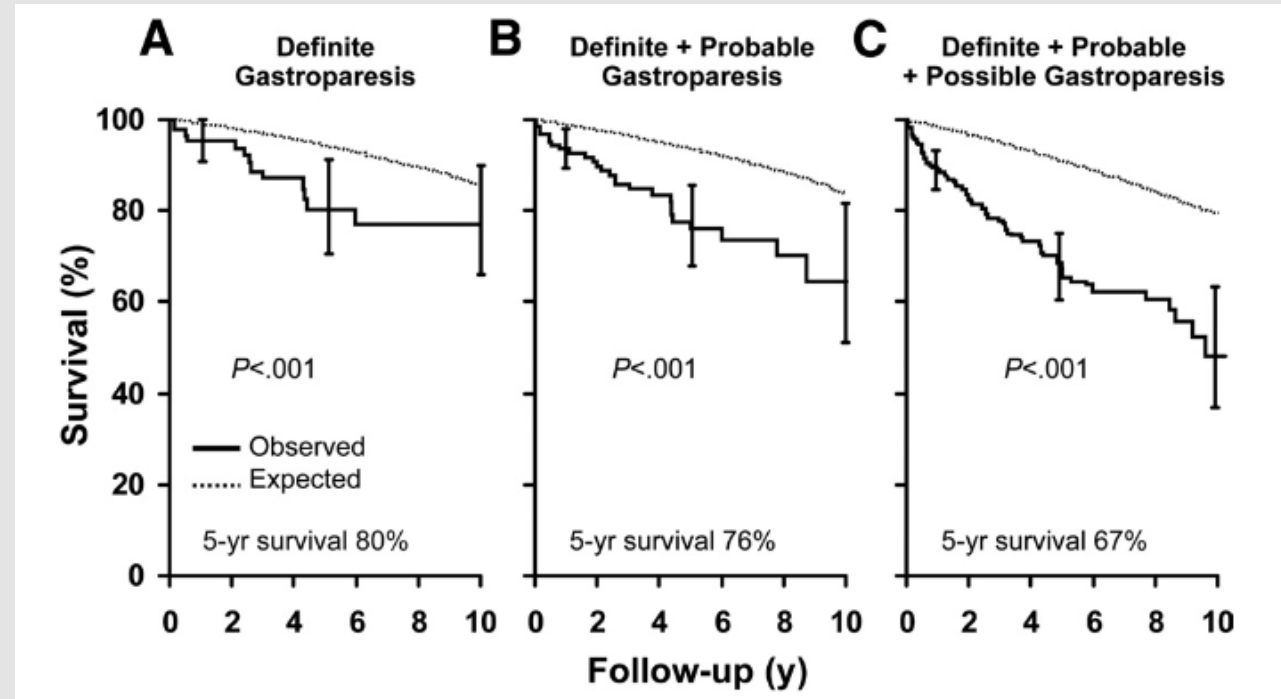 A
Definite
Gastroparesis
B
Definite + Probable
Gastroparesis
C
Definite + Probable
+ Possible Gastroparesis
Survival (%)
100
80
60
40
20
0
P<.001
Observed
Expected
5-yr survival 80%
0 2 4 6 8 10
P<.001
5-yr survival 76%
0 2 4 6 8 10
P<.001
5-yr survival 67%
0 2 4 6 8 10
Follow-up (y)